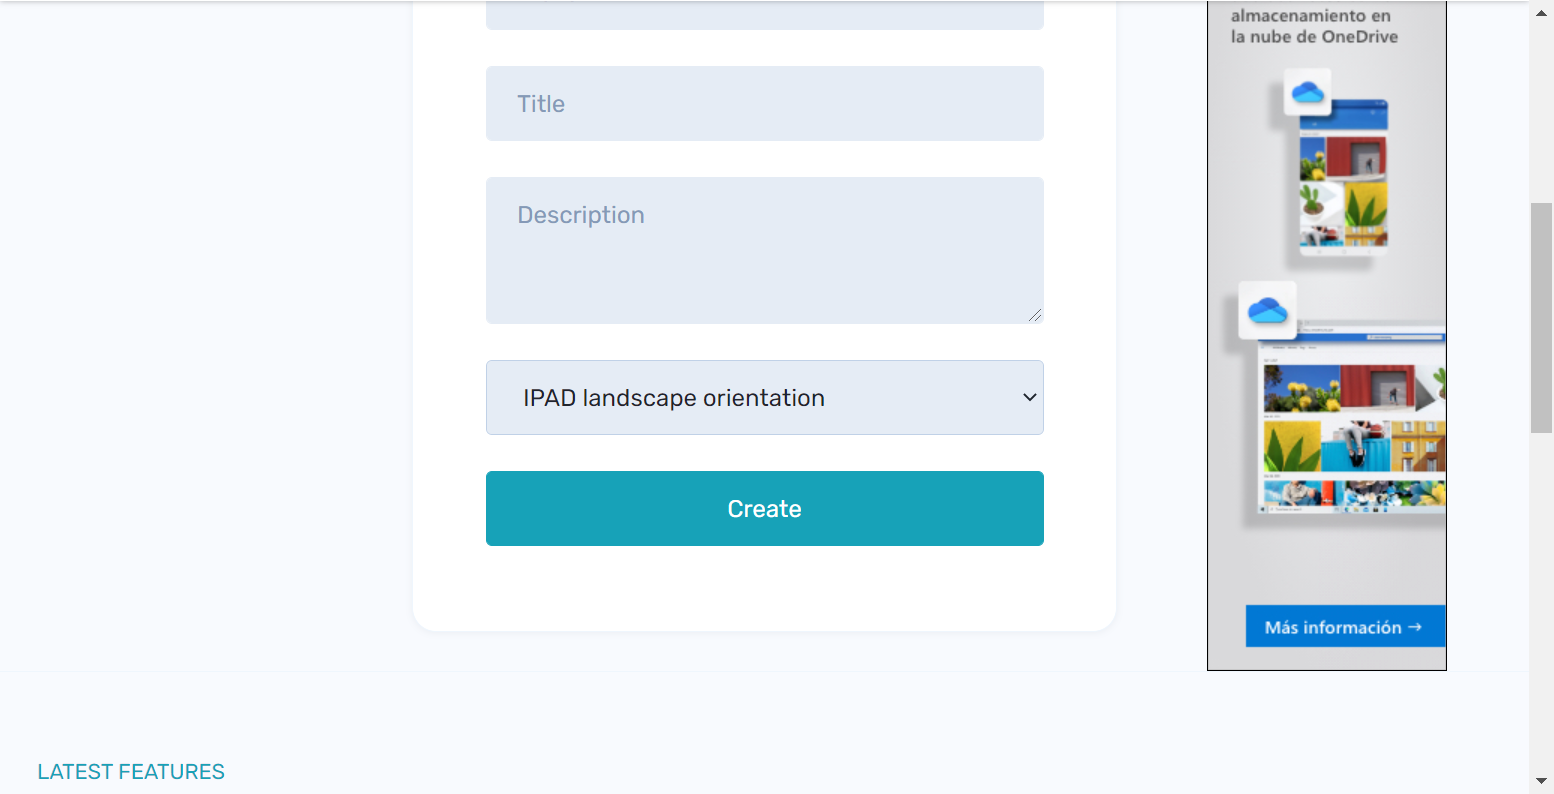 Title
Description
IPAD landscape orientation
Create
almacenamiento en
la nube de OneDrive
Más información →
LATEST FEATURES